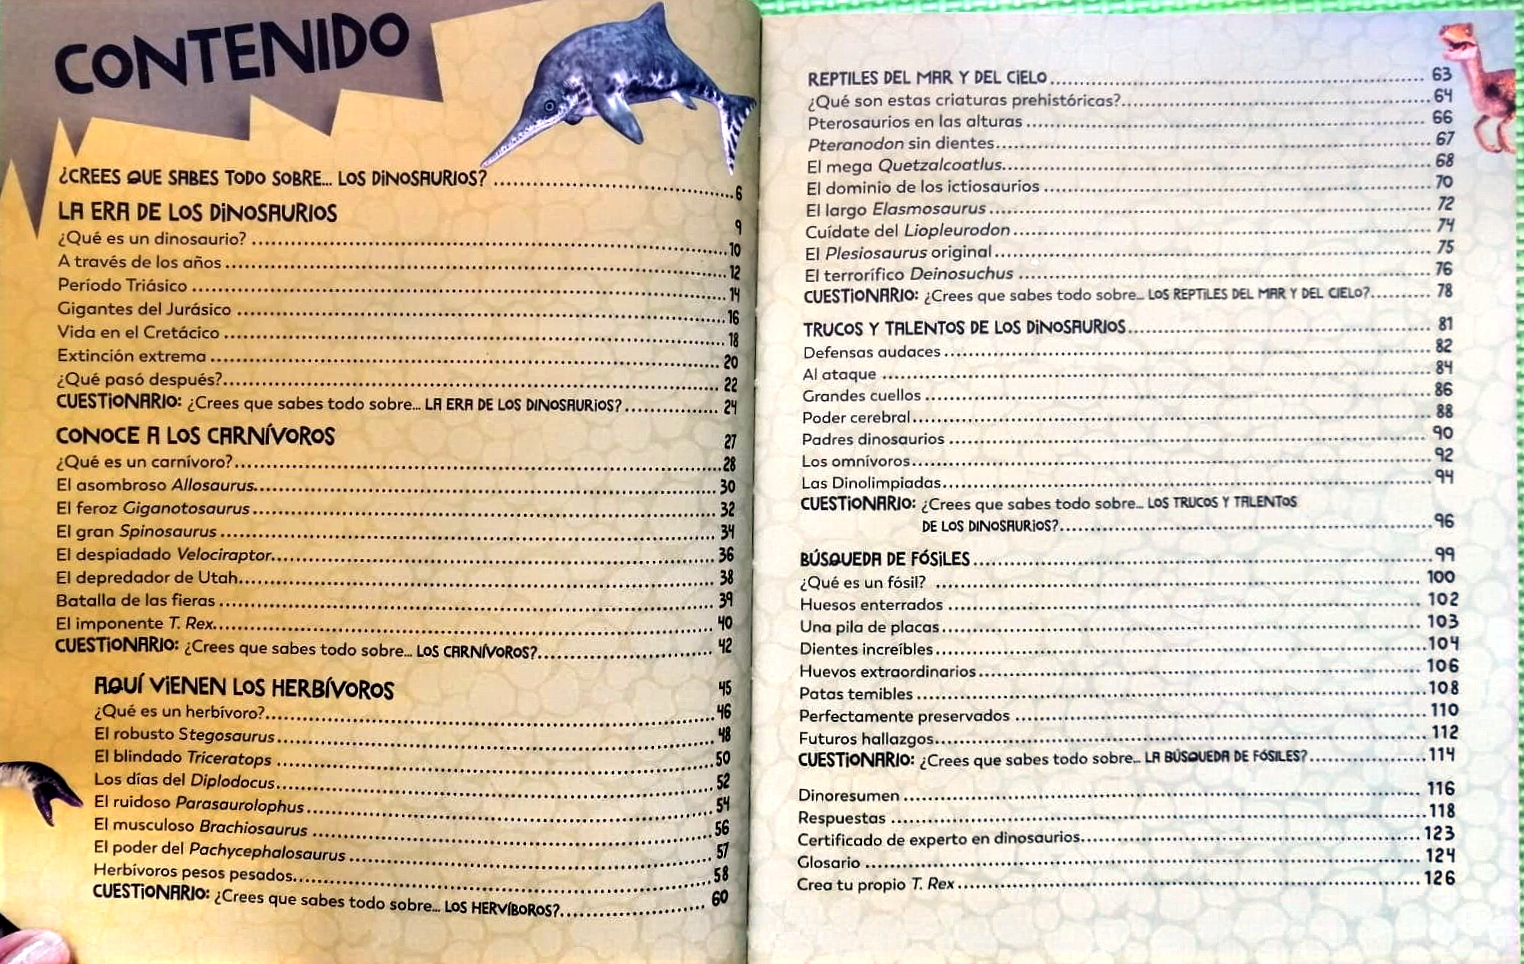 CONTENIDO
¿CREES QUE SABES TODO SOBRE... LOS DINOSAURIOS? ........ 6
LA ERA DE LOS DINOSAURIOS 9
¿Qué es un dinosaurio? ........ 10
A través de los años ........ 12
Período Triásico ........ 14
Gigantes del Jurásico ........ 16
Vida en el Cretácico ........ 18
Extinción extrema ........ 20
¿Qué pasó después? ........ 22
CUESTIONARIO: ¿Crees que sabes todo sobre... LA ERA DE LOS DINOSAURIOS? ........ 24
CONOCE A LOS CARNÍVOROS 27
¿Qué es un carnívoro? ........ 28
El asombroso Allosaurus ........ 30
El feroz Giganotosaurus ........ 32
El gran Spinosaurus ........ 34
El despiadado Velociraptor ........ 36
El depredador de Utah ........ 38
Batalla de las fieras ........ 39
El imponente T. Rex ........ 40
CUESTIONARIO: ¿Crees que sabes todo sobre... LOS CARNÍVOROS? ........ 42
AQUÍ VIENEN LOS HERBÍVOROS 45
¿Qué es un herbívoro? ........ 46
El robusto Stegosaurus ........ 48
El blindado Triceratops ........ 50
Los días del Diplodocus ........ 52
El ruidoso Parasaurolophus ........ 54
El musculoso Brachiosaurus ........ 56
El poder del Pachycephalosaurus ........ 57
Herbívoros pesos pesados ........ 58
CUESTIONARIO: ¿Crees que sabes todo sobre... LOS HERVÍBOROS? ........ 60
REPTILES DEL MAR Y DEL CIELO ........ 63
¿Qué son estas criaturas prehistóricas? ........ 64
Pterosaurios en las alturas ........ 66
Pteranodon sin dientes ........ 67
El mega Quetzalcoatlus ........ 68
El dominio de los ictiosaurios ........ 70
El largo Elasmosaurus ........ 72
Cuídate del Liopleurodon ........ 74
El Plesiosaurus original ........ 75
El terrorífico Deinosuchus ........ 76
CUESTIONARIO: ¿Crees que sabes todo sobre... LOS REPTILES DEL MAR Y DEL CIELO? ........ 78
TRUCOS Y TALENTOS DE LOS DINOSAURIOS ........ 81
Defensas audaces ........ 82
Al ataque ........ 84
Grandes cuellos ........ 86
Poder cerebral ........ 88
Padres dinosaurios ........ 90
Los omnívoros ........ 92
Las Dinolimpiadas ........ 94
CUESTIONARIO: ¿Crees que sabes todo sobre... LOS TRUCOS Y TALENTOS
DE LOS DINOSAURIOS? ........ 96
BÚSQUEDA DE FÓSILES ........ 99
¿Qué es un fósil? ........ 100
Huesos enterrados ........ 102
Una pila de placas ........ 103
Dientes increíbles ........ 104
Huevos extraordinarios ........ 106
Patas temibles ........ 108
Perfectamente preservados ........ 110
Futuros hallazgos ........ 112
CUESTIONARIO: ¿Crees que sabes todo sobre... LA BÚSQUEDA DE FÓSILES? ........ 114
Dinoresumen ........ 116
Respuestas ........ 118
Certificado de experto en dinosaurios ........ 123
Glosario ........ 124
Crea tu propio T. Rex ........ 126